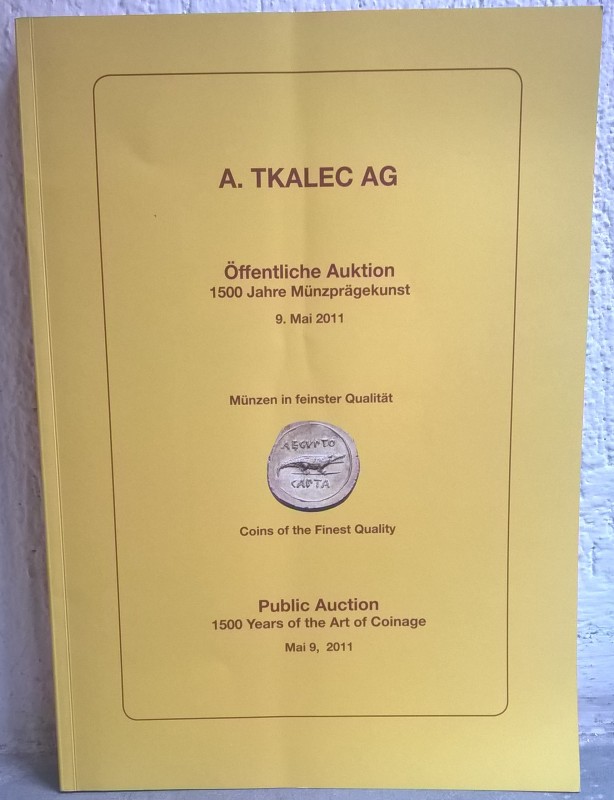 A. TKALEC AG
Öffentliche Auktion
1500 Jahre Münzprägekunst
9. Mai 2011
Münzen in feinster Qualität
AEGVPTO
CAPTA
Coins of the Finest Quality
Public Auction
1500 Years of the Art of Coinage
Mai 9, 2011